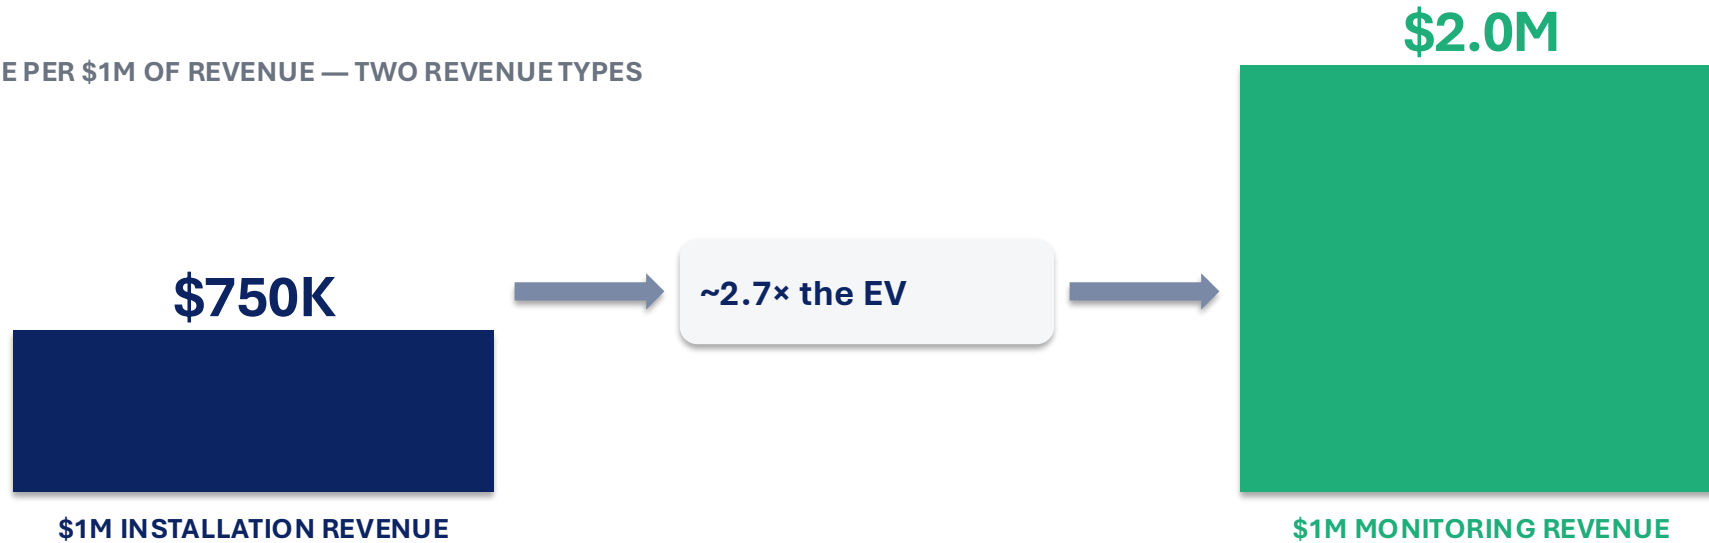 $2.0M
E PER $1M OF REVENUE — TWO REVENUE TYPES
$750K
~2.7× the EV
$1M INSTALLATION REVENUE
$1M MONITORING REVENUE